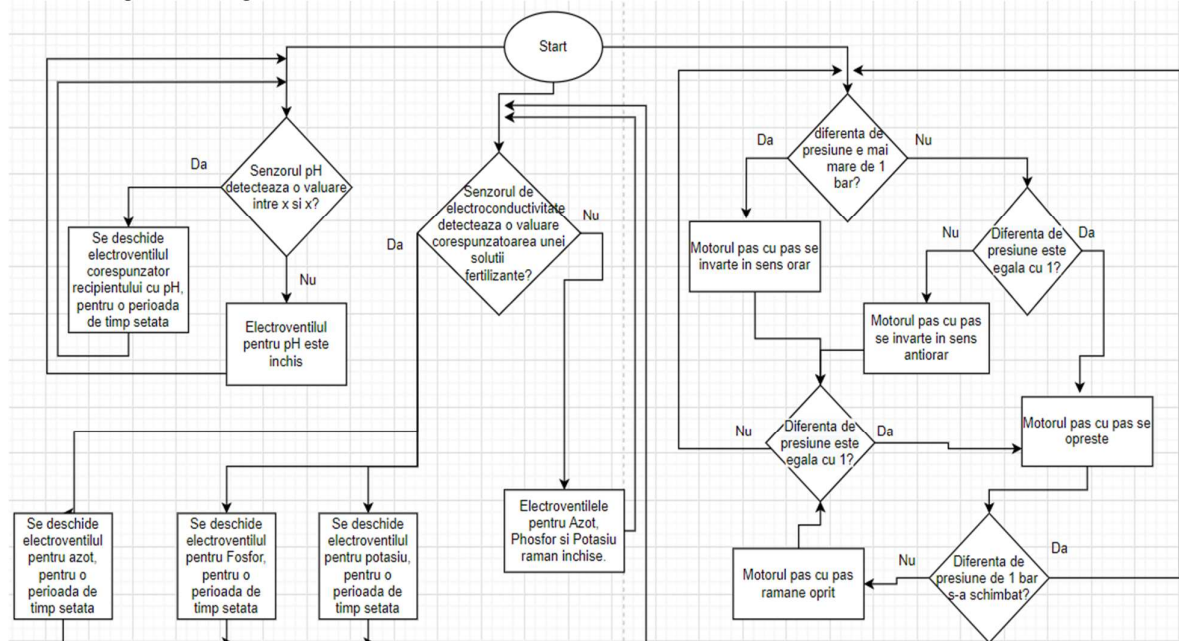 Start
Da
Senzorul pH
detecteaza o valuare
intre x si x?
Nu
Se deschide
electroventilul
corespunzator
recipientului cu pH,
pentru o perioada
de timp setata
Electroventilul
pentru pH este
inchis
Da
Senzorul de
electroconductivitate
detecteaza o valuare
corespunzatoarea unei
solutii
fertilizante?
Nu
Se deschide
electroventilul
pentru azot,
pentru o
perioada de
timp setata
Se deschide
electroventilul
pentru Fosfor,
pentru o
perioada de
timp setata
Se deschide
electroventilul
pentru potasiu,
pentru o
perioada de
timp setata
Electroventilele
pentru Azot,
Phosfor si Potasiu
raman inchise.
Da
diferenta de
presiune e mai
mare de 1
bar?
Nu
Motorul pas cu pas se
invarte in sens orar
Nu
Diferenta de
presiune este
egala cu 1?
Da
Motorul pas cu pas
se invarte in sens
antiorar
Nu
Diferenta de
presiune este
egala cu 1?
Da
Motorul pas cu pas se
opreste
Motorul pas cu pas
ramane oprit
Nu
Diferenta de
presiune de 1 bar
s-a schimbat?
Da